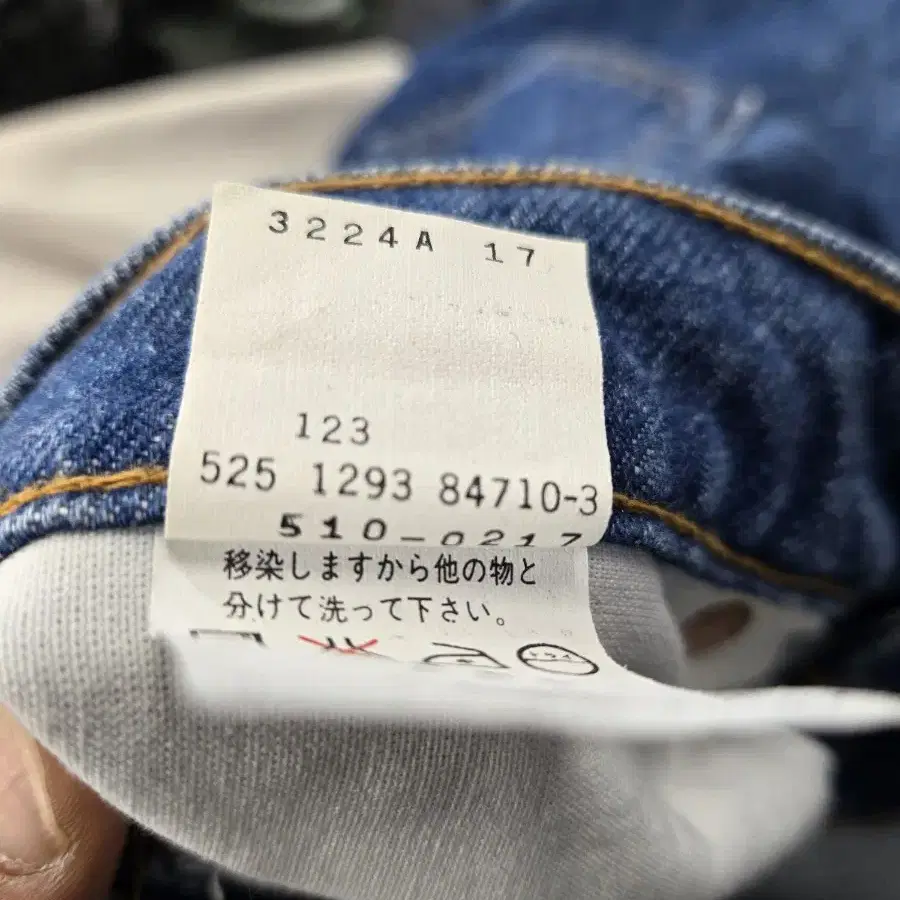 3224A 17
123
525 1293 84710-3
510-0217
移染しますから他の物と
分けて洗って下さい。